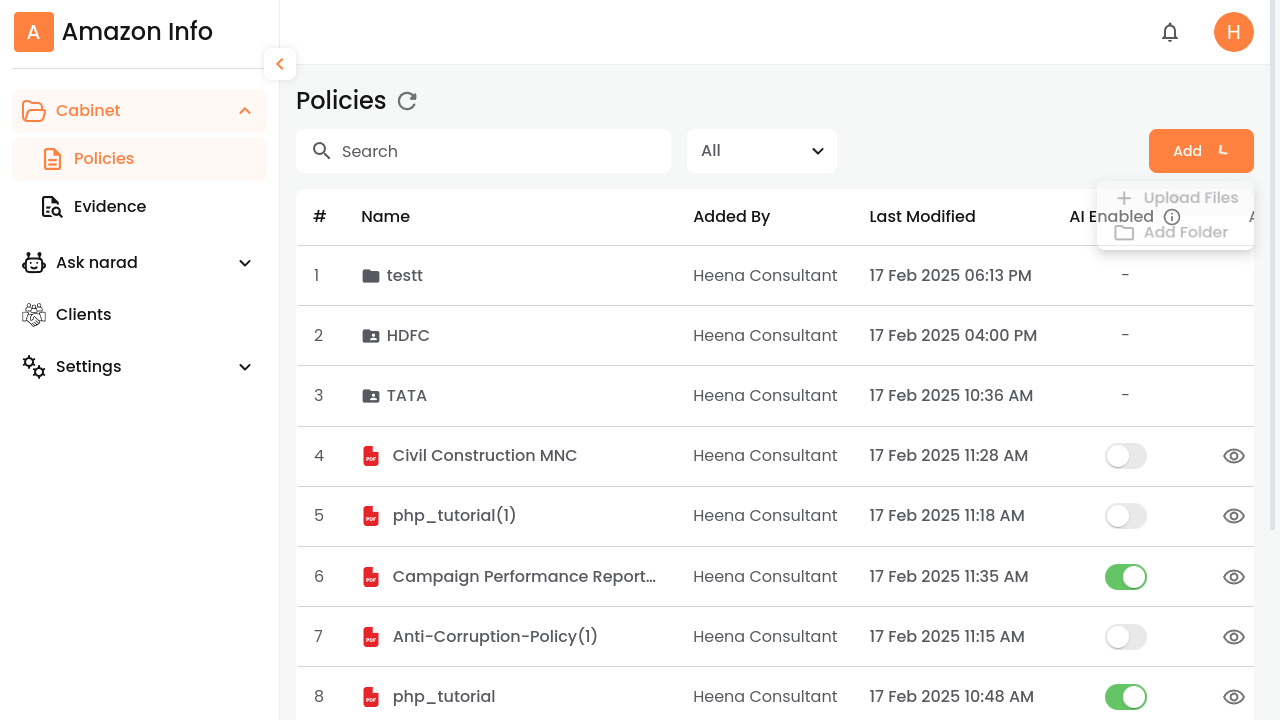 A Amazon Info
H
Cabinet
Policies
Evidence
Ask narad
Clients
Settings
Policies
Search
All
Add
Upload Files
Add Folder
# Name Added By Last Modified AI Enabled A
1 testt Heena Consultant 17 Feb 2025 06:13 PM -
2 HDFC Heena Consultant 17 Feb 2025 04:00 PM -
3 TATA Heena Consultant 17 Feb 2025 10:36 AM -
4 Civil Construction MNC Heena Consultant 17 Feb 2025 11:28 AM
5 php_tutorial(1) Heena Consultant 17 Feb 2025 11:18 AM
6 Campaign Performance Report... Heena Consultant 17 Feb 2025 11:35 AM
7 Anti-Corruption-Policy(1) Heena Consultant 17 Feb 2025 11:15 AM
8 php_tutorial Heena Consultant 17 Feb 2025 10:48 AM